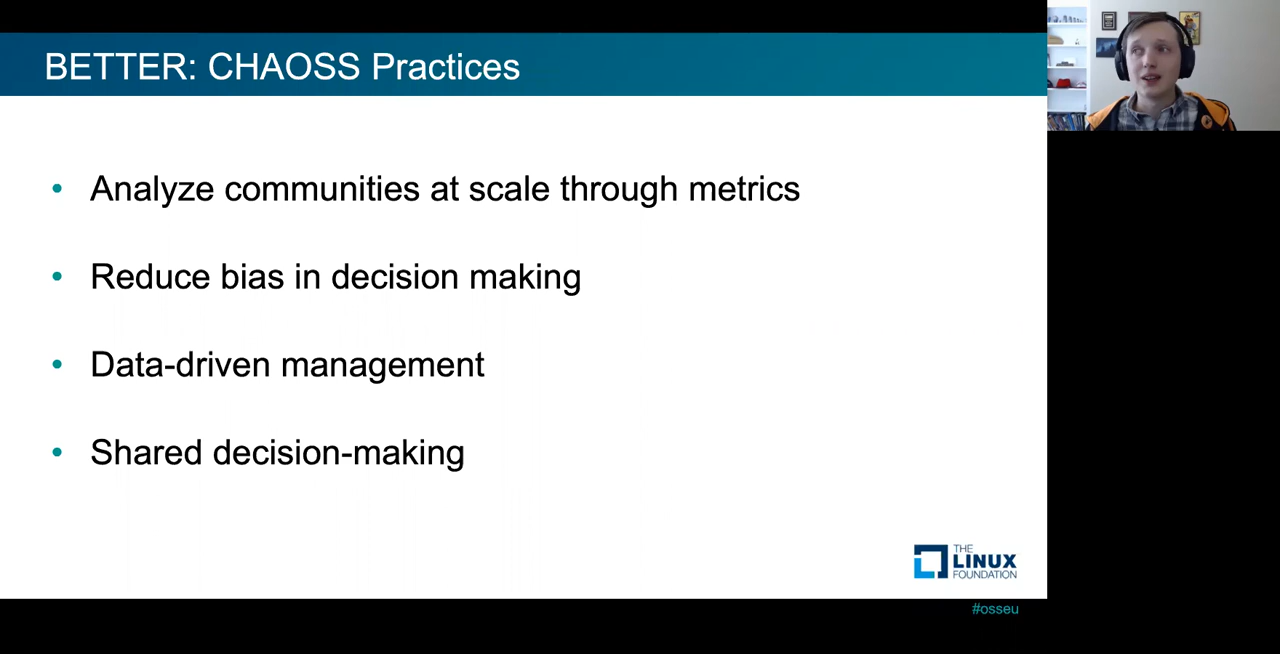 BETTER: CHAOSS Practices
• Analyze communities at scale through metrics
• Reduce bias in decision making
• Data-driven management
• Shared decision-making
THE
LINUX
FOUNDATION
#osseu